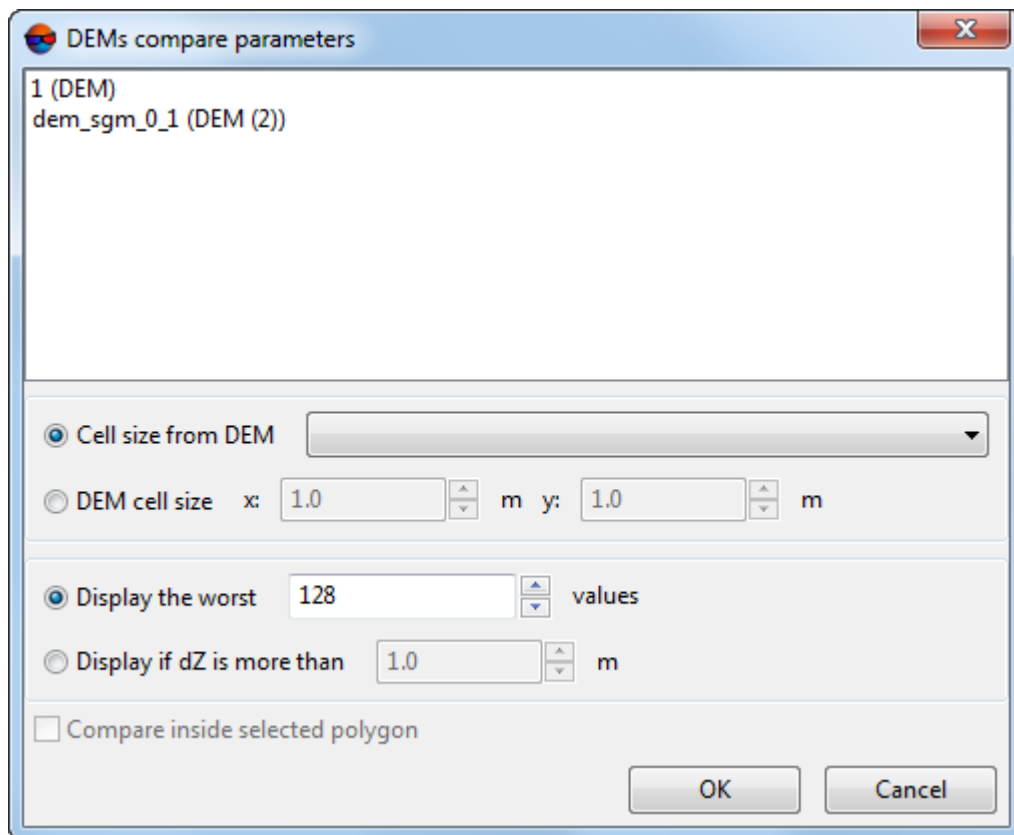 DEMs compare parameters
1 (DEM)
dem_sgm_0_1 (DEM (2))
Cell size from DEM
DEM cell size x: 1.0 m y: 1.0 m
Display the worst 128 values
Display if dZ is more than 1.0 m
Compare inside selected polygon
OK Cancel